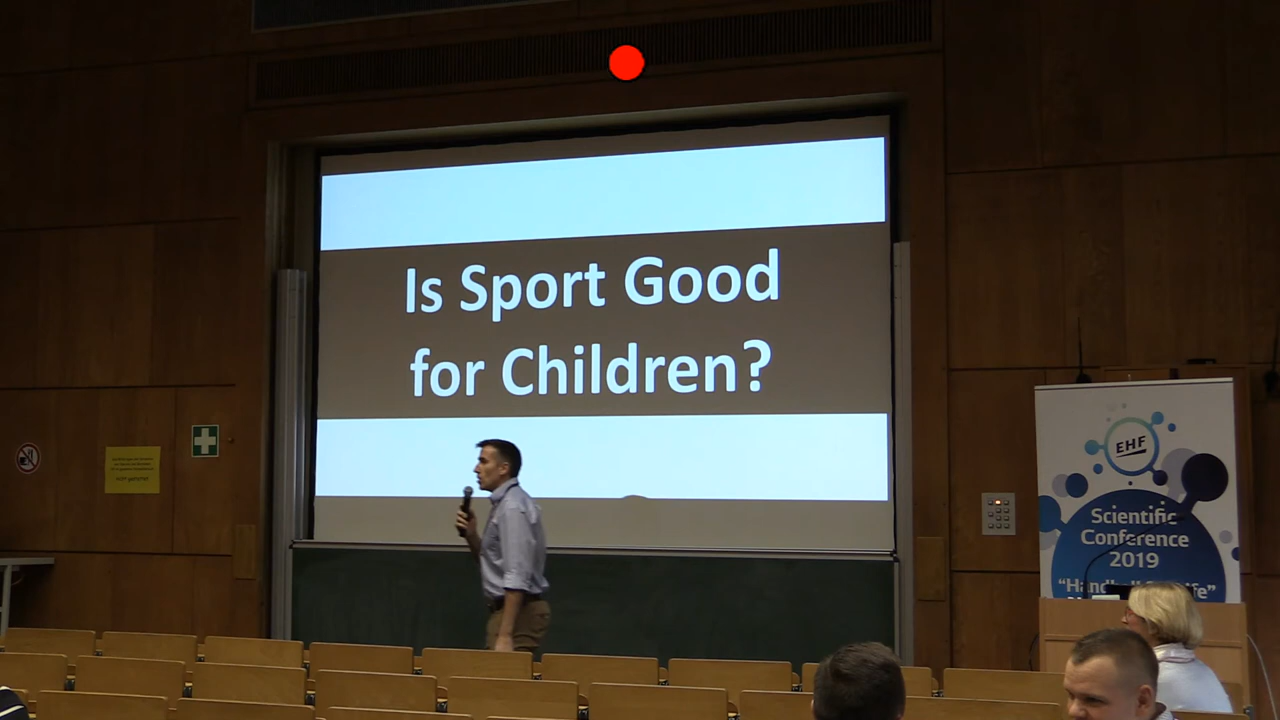 Is Sport Good
for Children?
EHF
Scientific
Conference
2019